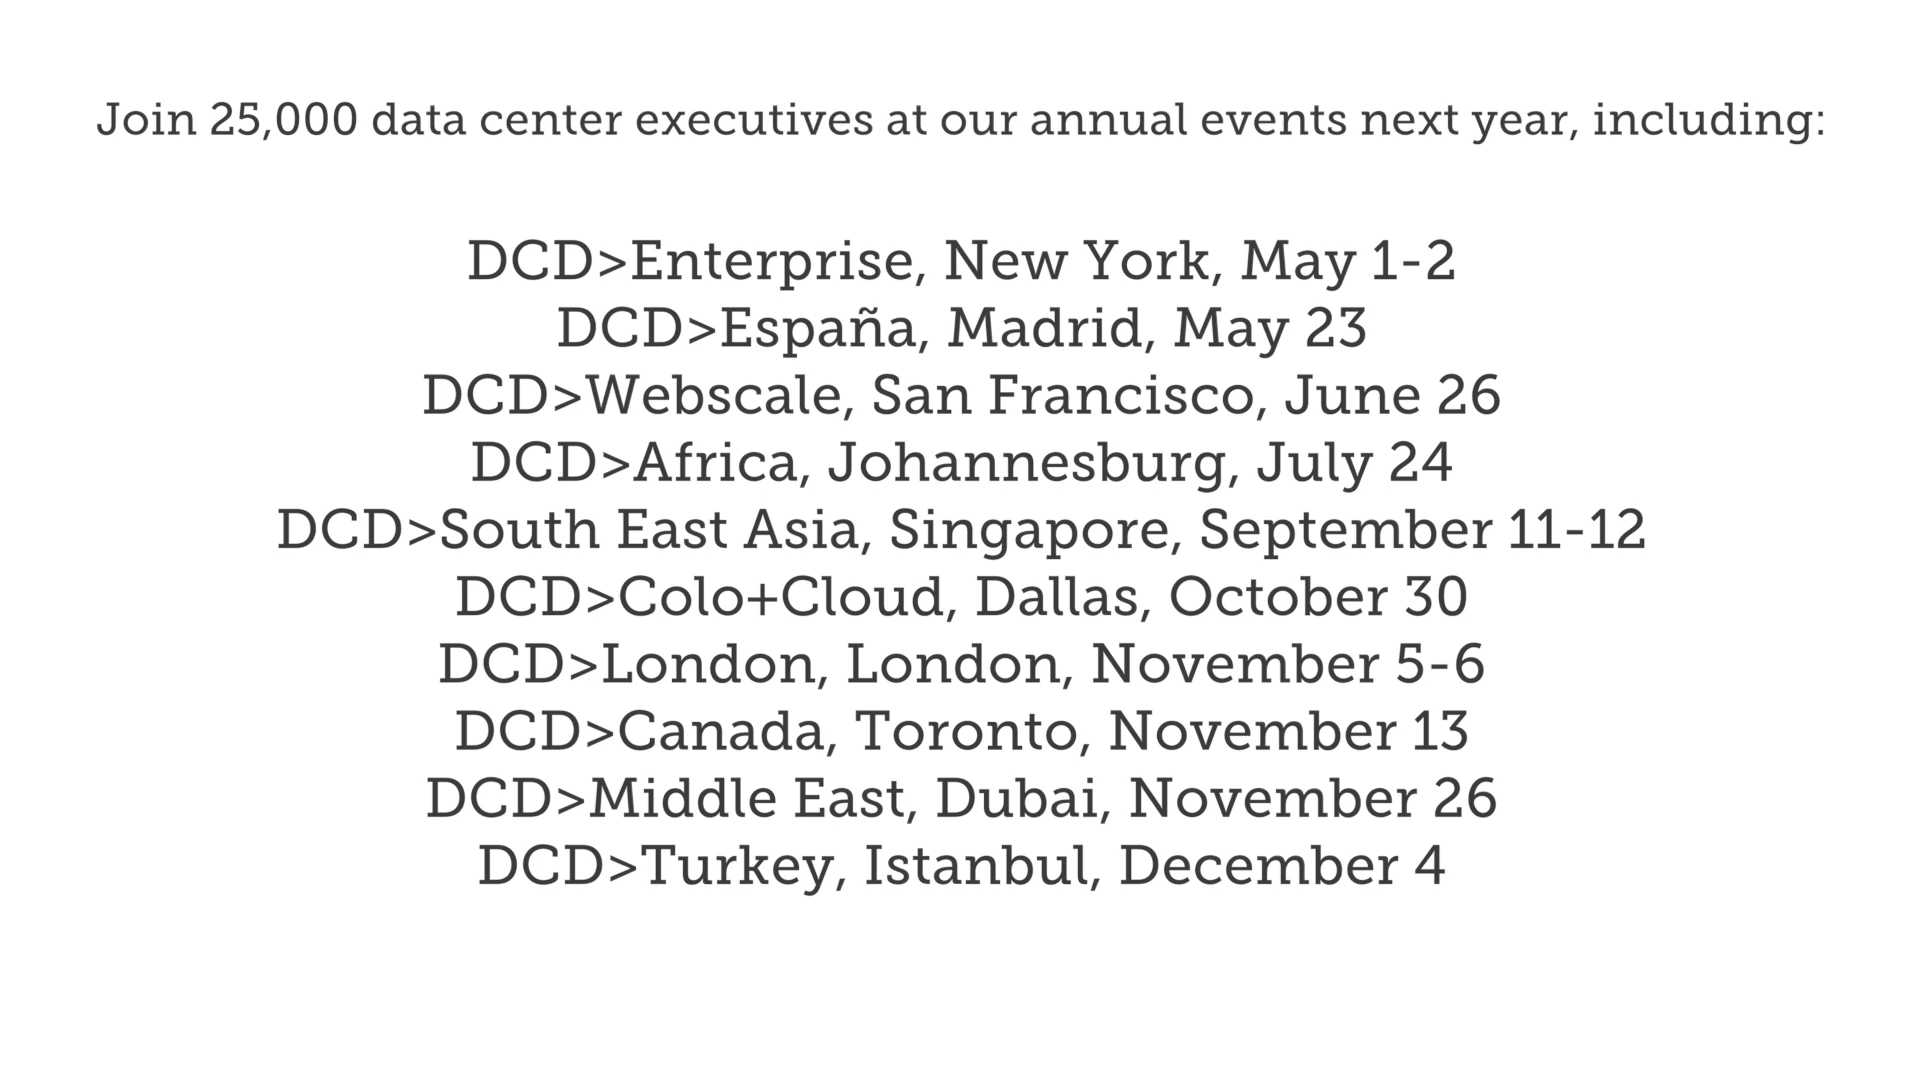 Join 25,000 data center executives at our annual events next year, including:
DCD>Enterprise, New York, May 1-2
DCD>España, Madrid, May 23
DCD>Webscale, San Francisco, June 26
DCD>Africa, Johannesburg, July 24
DCD>South East Asia, Singapore, September 11-12
DCD>Colo+Cloud, Dallas, October 30
DCD>London, London, November 5-6
DCD>Canada, Toronto, November 13
DCD>Middle East, Dubai, November 26
DCD>Turkey, Istanbul, December 4